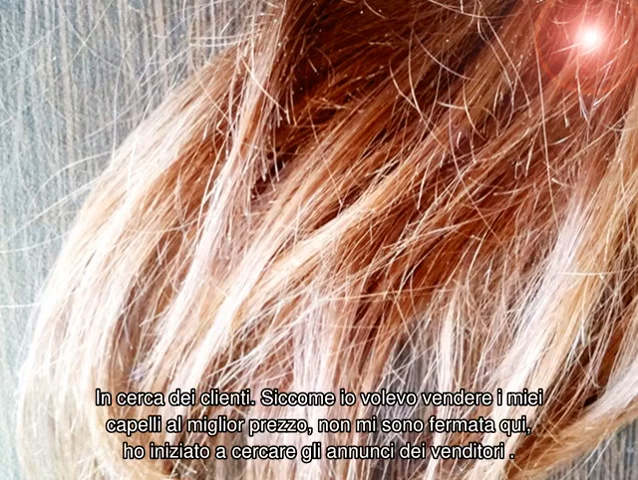 In cerca dei clienti. Siccome io volevo vendere i miei
capelli al miglior prezzo, non mi sono fermata qui,
ho iniziato a cercare gli annunci dei venditori .